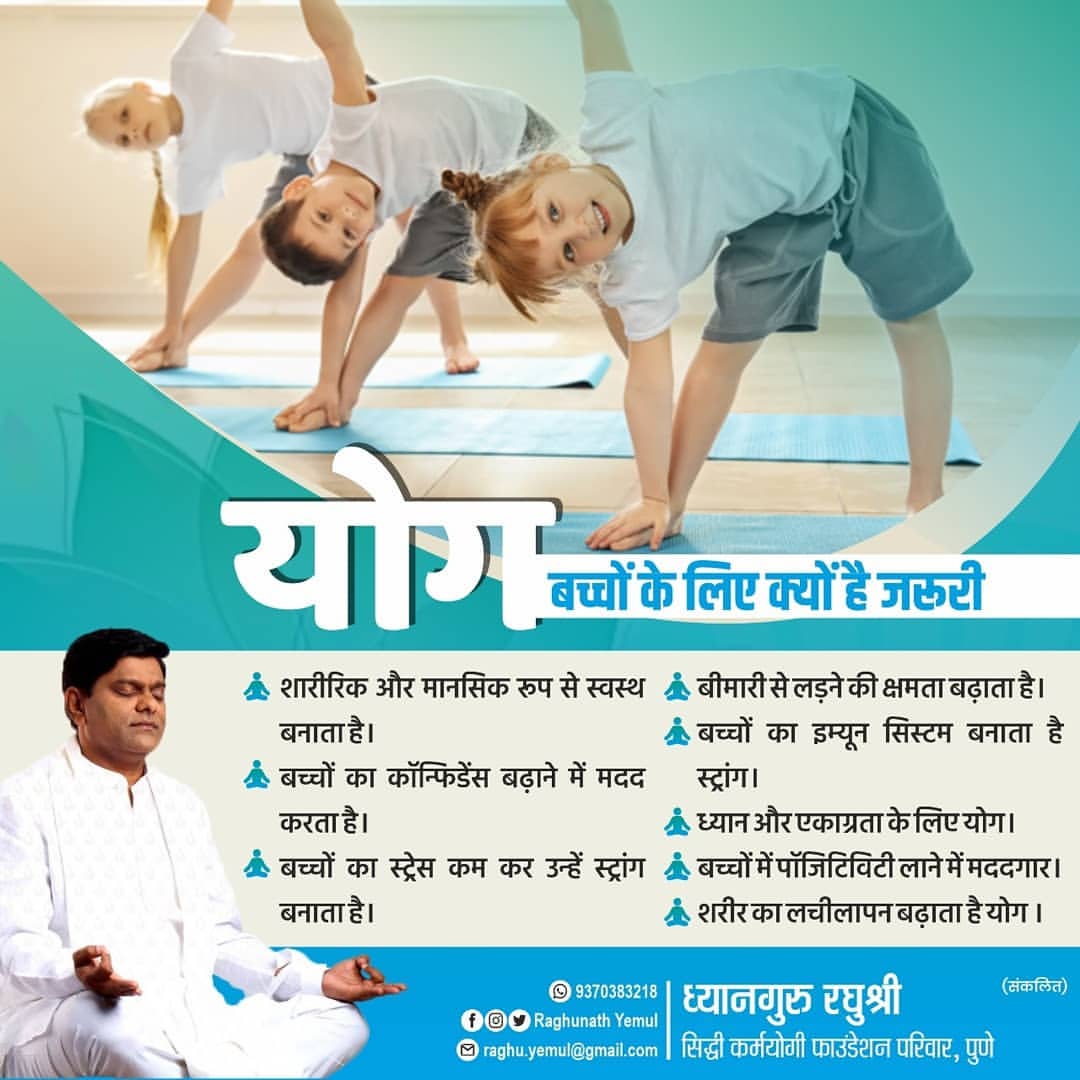 योग
बच्चों के लिए क्यों है जरूरी
शारीरिक और मानसिक रूप से स्वस्थ
बनाता है।
बच्चों का कॉन्फिडेंस बढ़ाने में मदद
करता है।
बच्चों का स्ट्रेस कम कर उन्हें स्ट्रांग
बनाता है।
बीमारी से लड़ने की क्षमता बढ़ाता है।
बच्चों का इम्यून सिस्टम बनाता है
स्ट्रांग।
ध्यान और एकाग्रता के लिए योग।
बच्चों में पॉजिटिविटी लाने में मददगार।
शरीर का लचीलापन बढ़ाता है योग ।
9370383218
Raghunath Yemul
raghu.yemul@gmail.com
ध्यानगुरु रघुश्री
(संकलित)
सिद्धी कर्मयोगी फाउंडेशन परिवार, पुणे